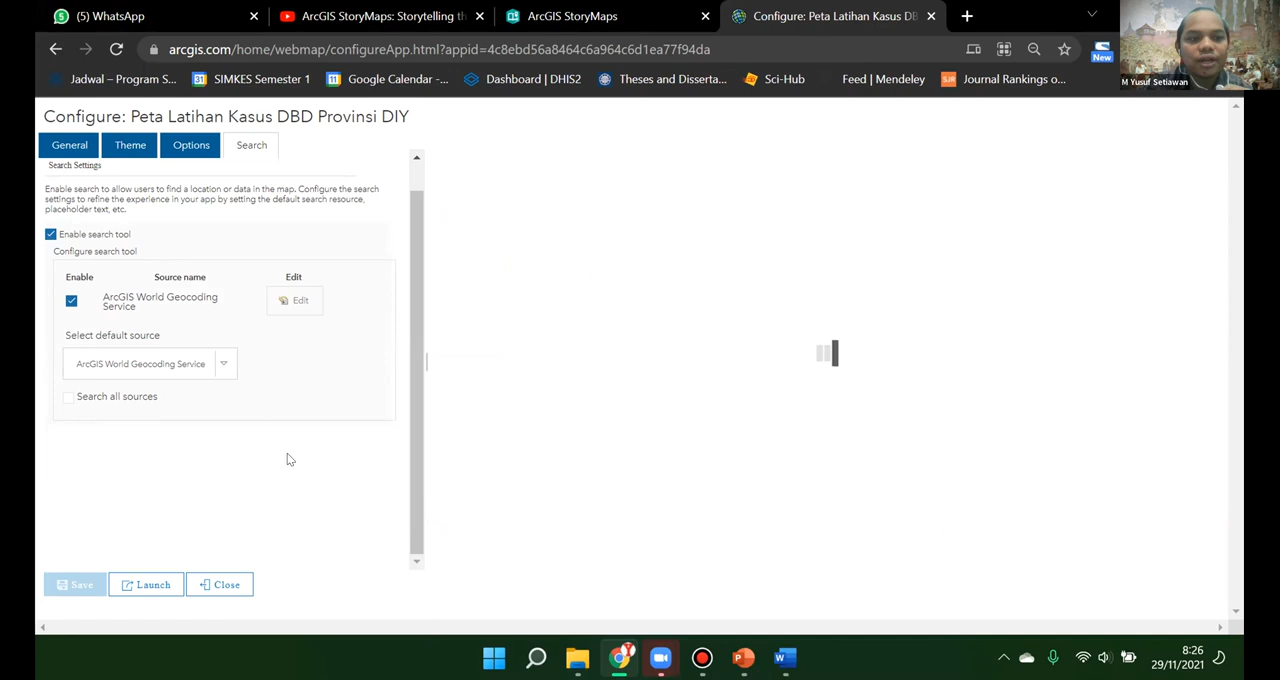 (5) WhatsApp
ArcGIS StoryMaps: Storytelling th
ArcGIS StoryMaps
Configure: Peta Latihan Kasus DB
arcgis.com/home/webmap/configureApp.html?appid=4c8ebd56a8464c6a964c6d1ea77f94da
New
M Yusuf Setiawan
Jadwal – Program S...
31
SIMKES Semester 1
11
Google Calendar -...
Dashboard | DHIS2
Theses and Disserta...
Sci-Hub
Feed | Mendeley
SJR
Journal Rankings o...
Configure: Peta Latihan Kasus DBD Provinsi DIY
General
Theme
Options
Search
Search Settings
Enable search to allow users to find a location or data in the map. Configure the search
settings to refine the experience in your app by setting the default search resource,
placeholder text, etc.
Enable search tool
Configure search tool
Enable
Source name
Edit
ArcGIS World Geocoding
Service
Edit
Select default source
ArcGIS World Geocoding Service
Search all sources
Save
Launch
Close
8:26
29/11/2021